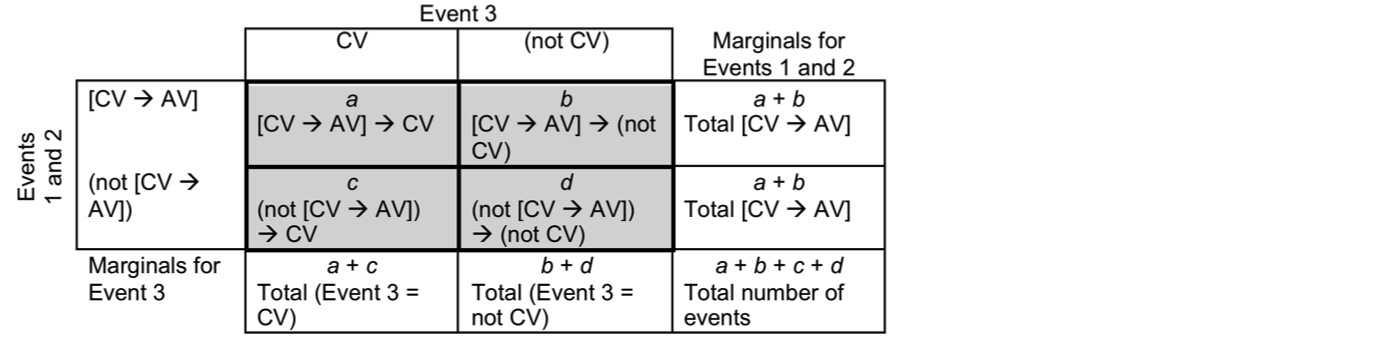 Event 3
CV
(not CV)
Marginals for
Events 1 and 2
Events
1 and 2
[CV → AV]
a
[CV → AV] → CV
b
[CV → AV] → (not
CV)
a + b
Total [CV → AV]
(not [CV →
AV])
c
(not [CV → AV])
→ CV
d
(not [CV → AV])
→ (not CV)
a + b
Total [CV → AV]
Marginals for
Event 3
a + c
Total (Event 3 =
CV)
b + d
Total (Event 3 =
not CV)
a + b + c + d
Total number of
events